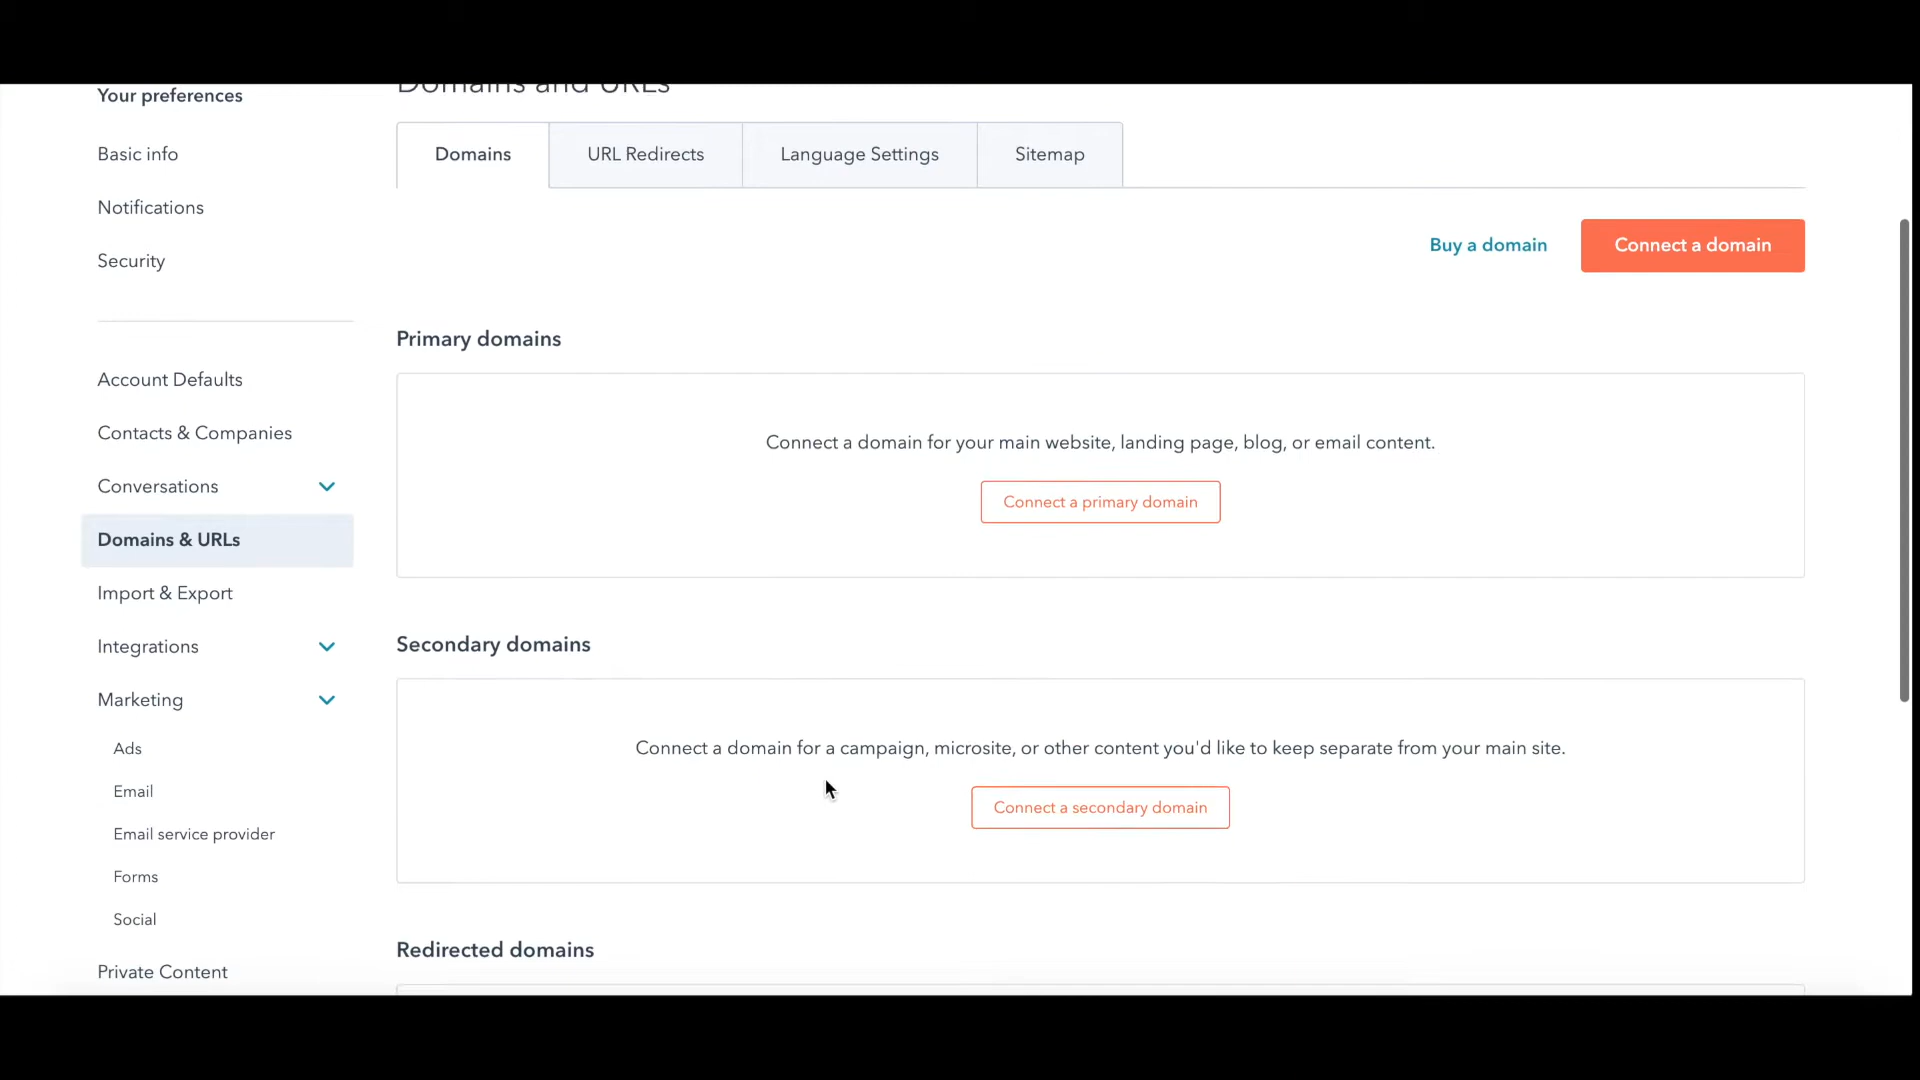 Your preferences
Basic info
Notifications
Security
Account Defaults
Contacts & Companies
Conversations
Domains & URLs
Import & Export
Integrations
Marketing
Ads
Email
Email service provider
Forms
Social
Private Content
Domains and URLs
Domains
URL Redirects
Language Settings
Sitemap
Buy a domain
Connect a domain
Primary domains
Connect a domain for your main website, landing page, blog, or email content.
Connect a primary domain
Secondary domains
Connect a domain for a campaign, microsite, or other content you'd like to keep separate from your main site.
Connect a secondary domain
Redirected domains